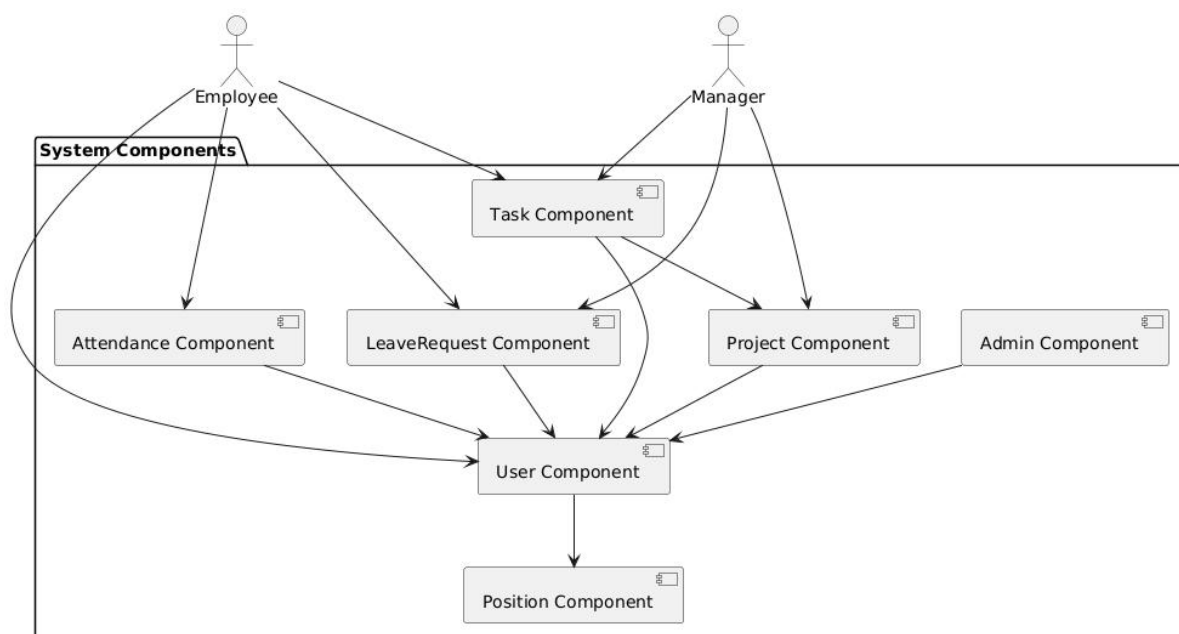 Employee
Manager
System Components
Task Component
Attendance Component
LeaveRequest Component
Project Component
Admin Component
User Component
Position Component